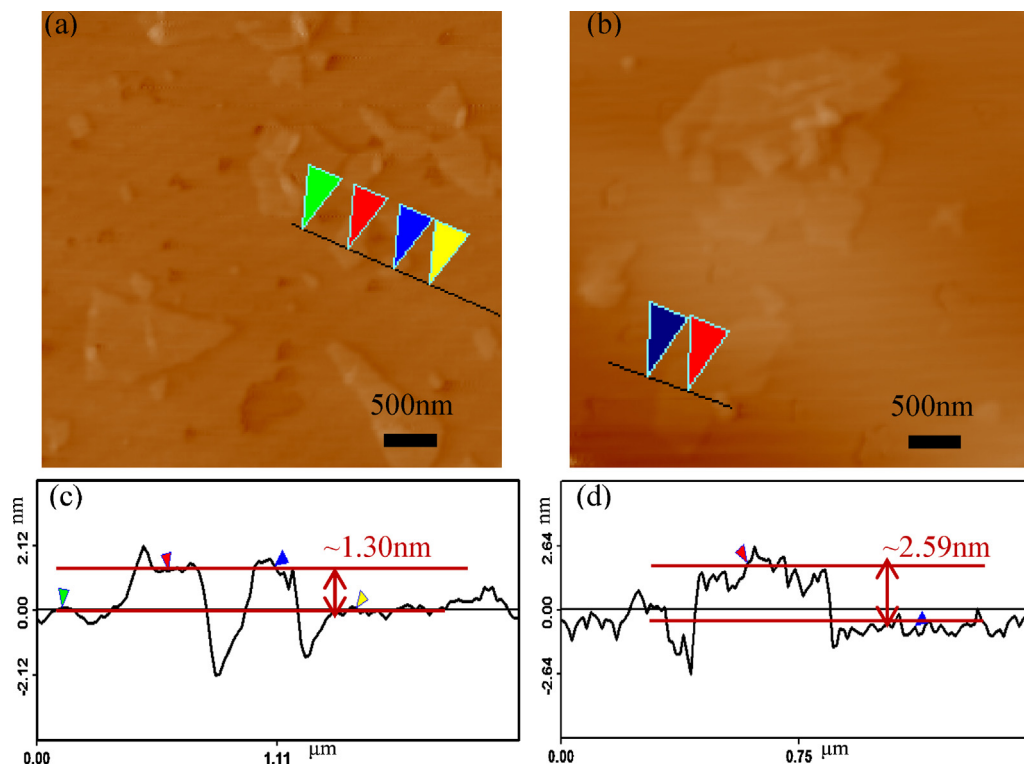 (a)
500nm
(b)
500nm
(c)
nm
2.12
0.00
-2.12
~1.30nm
0.00
1.11
μm
(d)
nm
2.64
0.00
-2.64
~2.59nm
0.00
0.75
μm